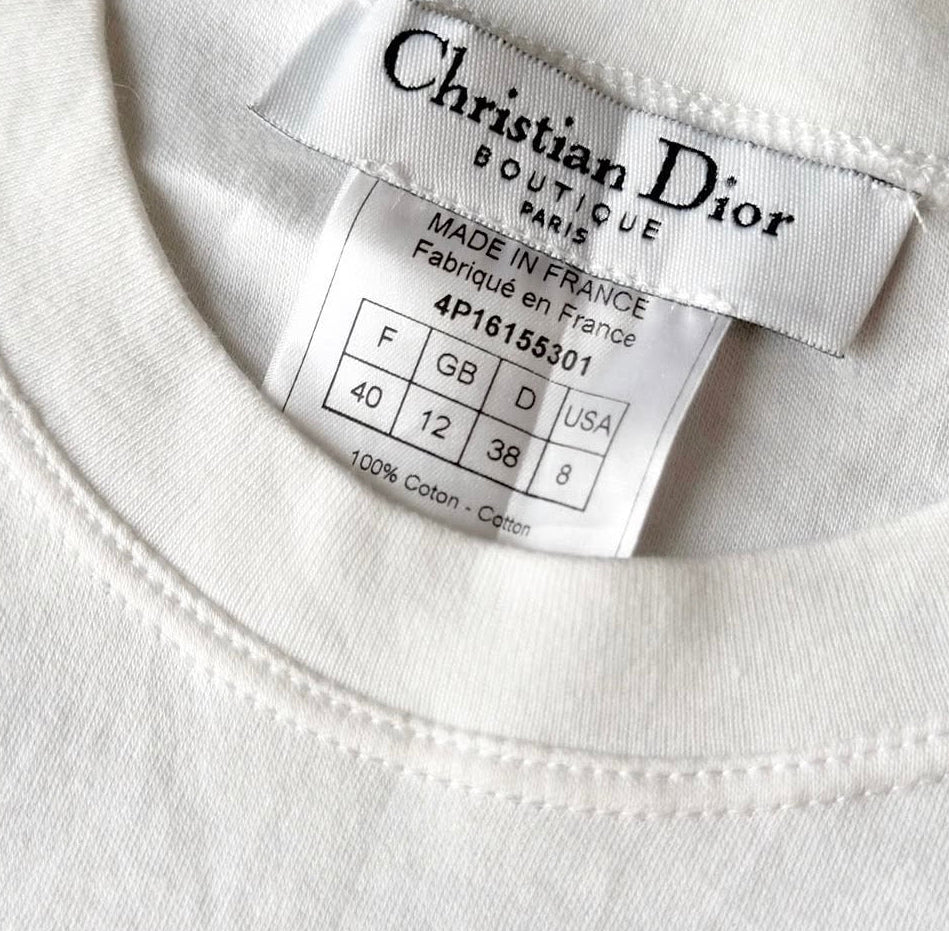 Christian Dior
BOUTIQUE
PARIS
MADE IN FRANCE
Fabriqué en France
4P16155301
F GB D USA
40 12 38 8
100% Coton - Cotton